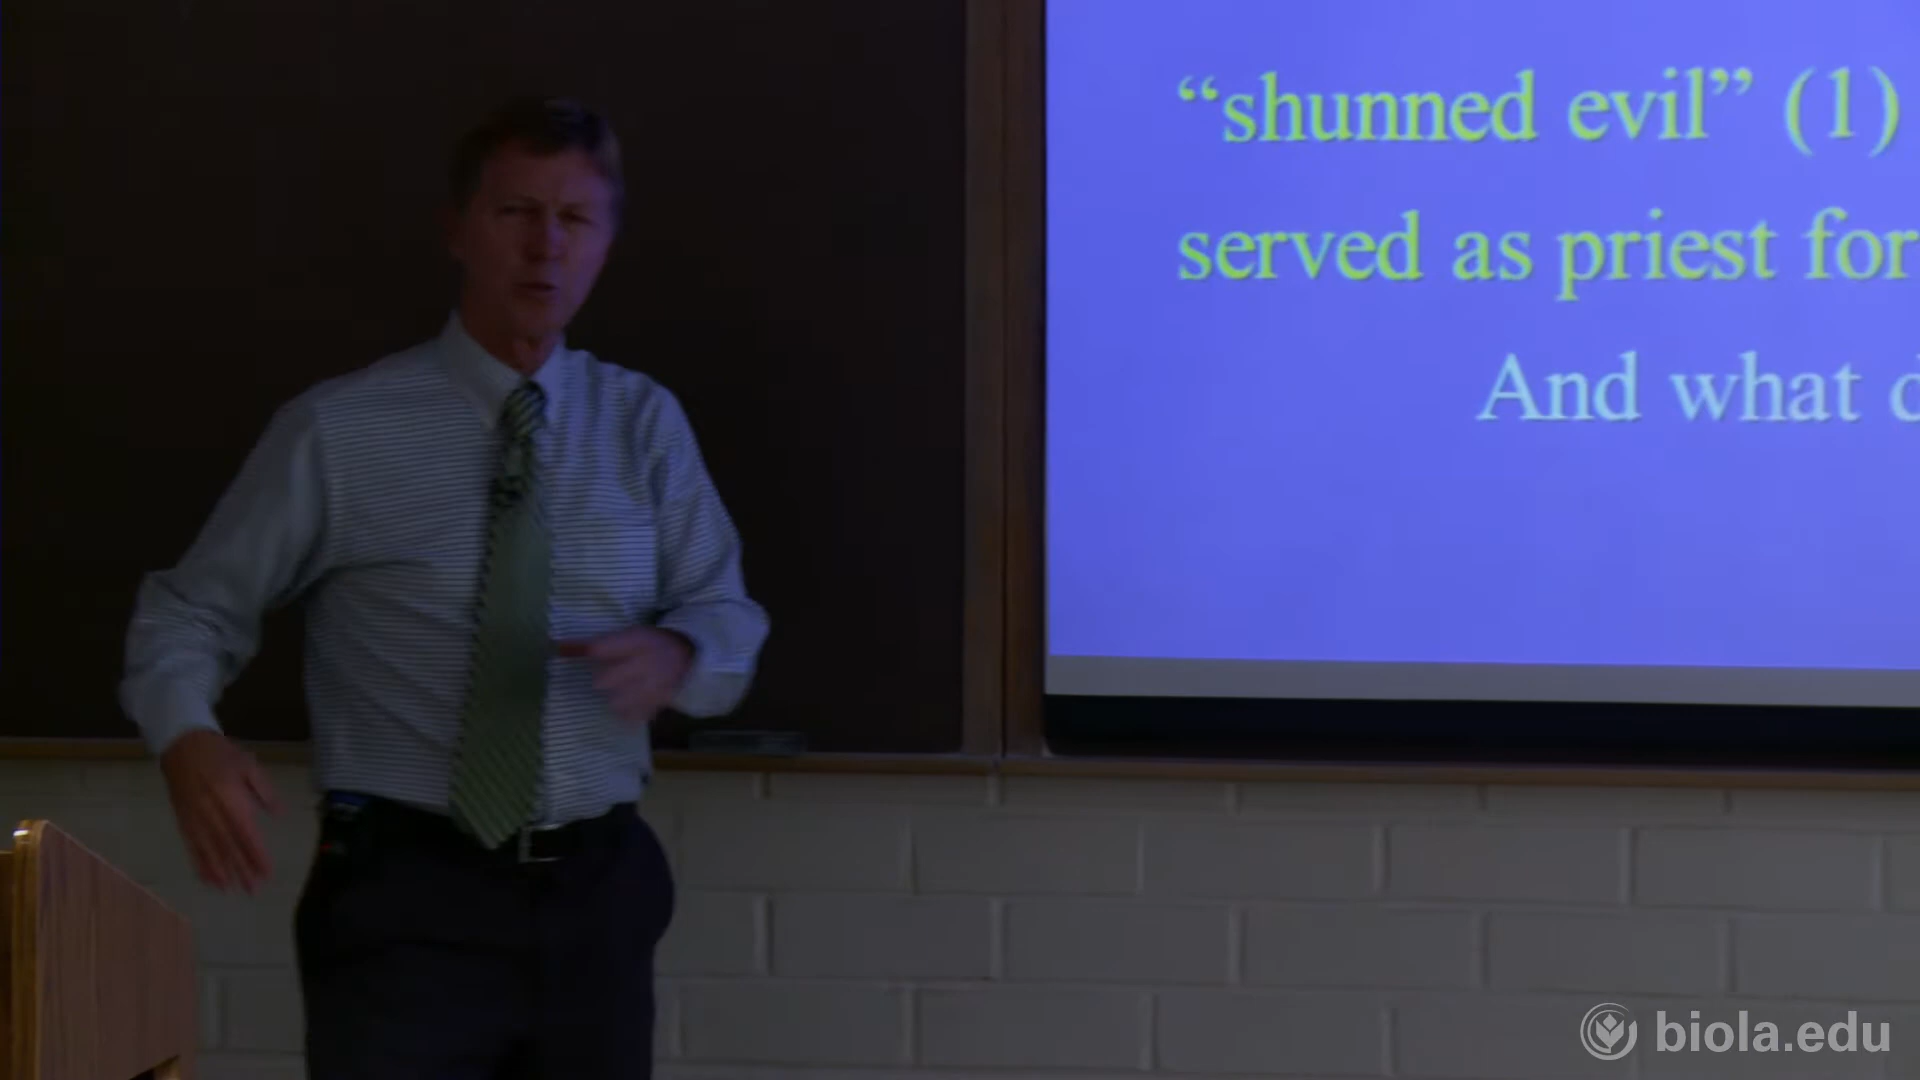 “shunned evil” (1)
served as priest for
And what
biola.edu